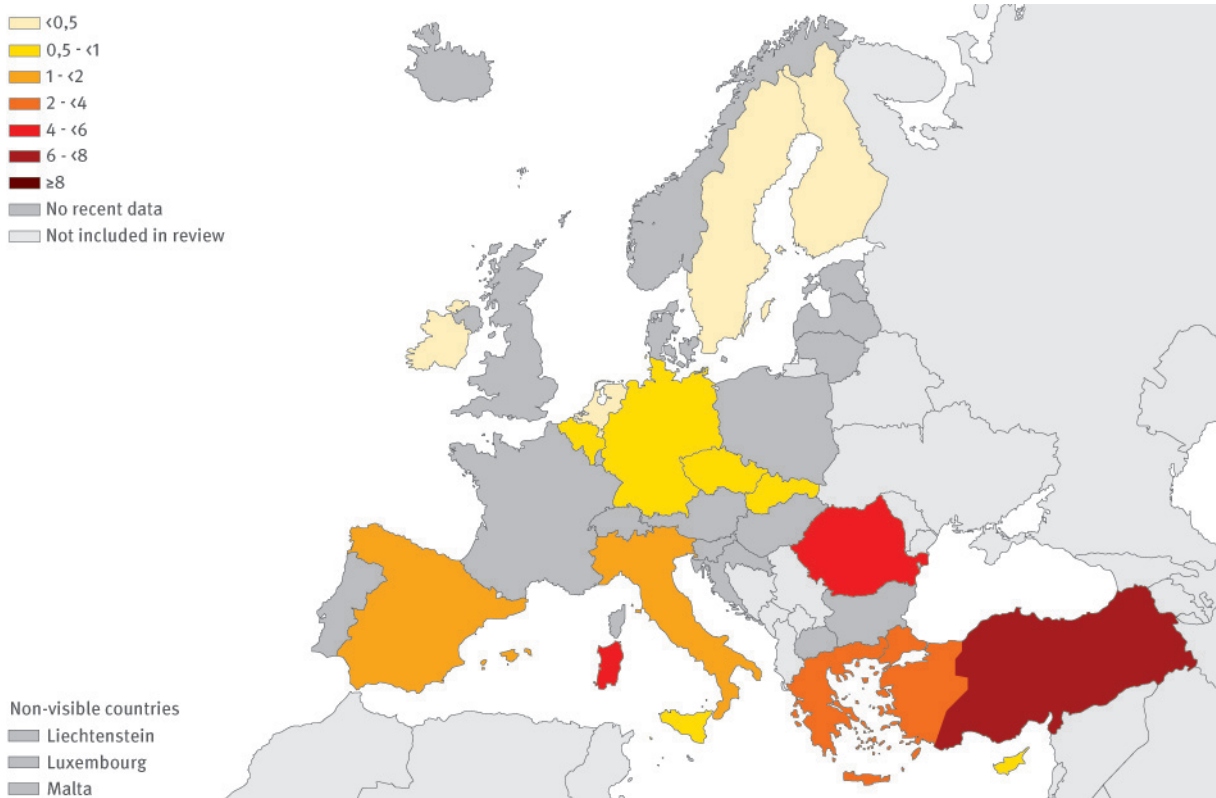 <0,5
0,5 - <1
1 - <2
2 - <4
4 - <6
6 - <8
≥8
No recent data
Not included in review
Non-visible countries
Liechtenstein
Luxembourg
Malta